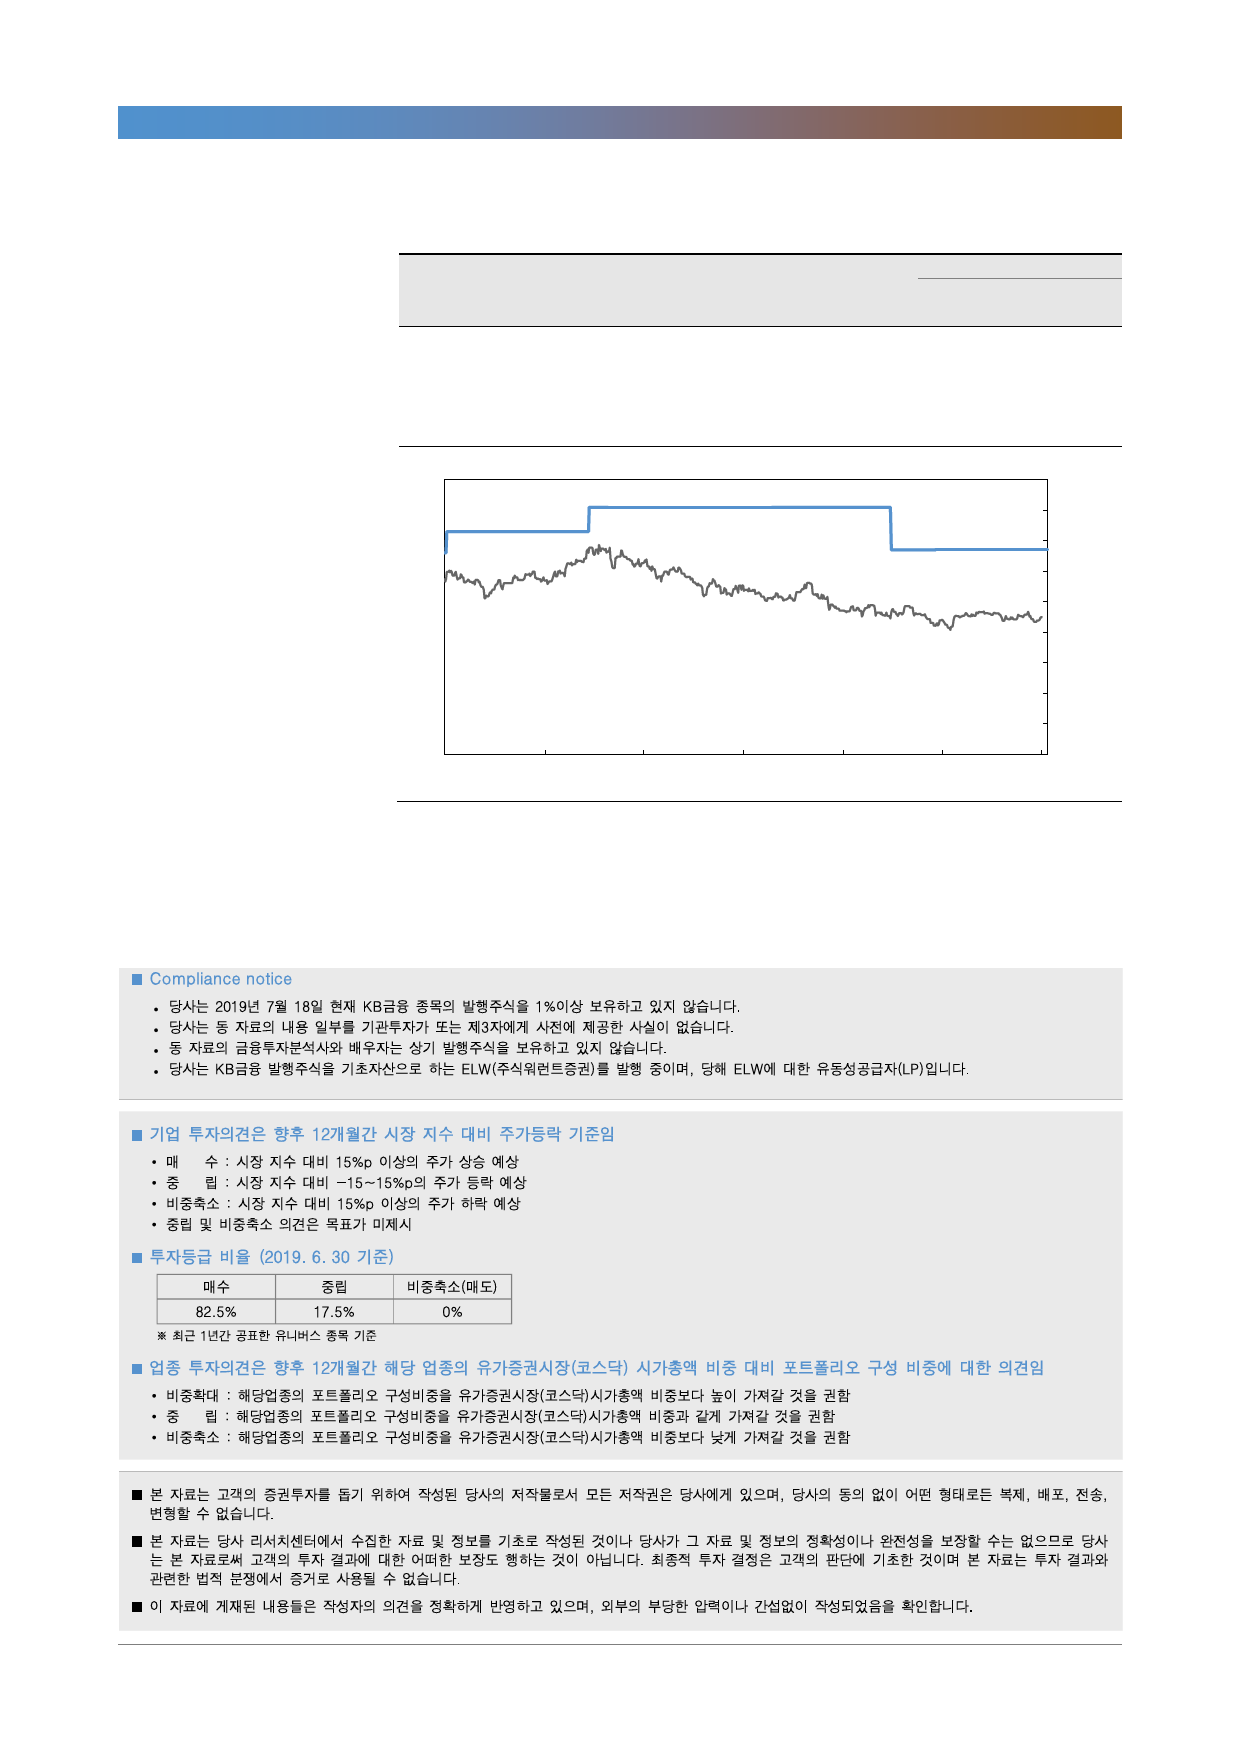 ■ Compliance notice
• 당사는 2019년 7월 18일 현재 KB금융 종목의 발행주식을 1%이상 보유하고 있지 않습니다.
• 당사는 동 자료의 내용 일부를 기관투자가 또는 제3자에게 사전에 제공한 사실이 없습니다.
• 동 자료의 금융투자분석사와 배우자는 상기 발행주식을 보유하고 있지 않습니다.
• 당사는 KB금융 발행주식을 기초자산으로 하는 ELW(주식워런트증권)를 발행 중이며, 당해 ELW에 대한 유동성공급자(LP)입니다.
■ 기업 투자의견은 향후 12개월간 시장 지수 대비 주가등락 기준임
• 매 수 : 시장 지수 대비 15%p 이상의 주가 상승 예상
• 중 립 : 시장 지수 대비 -15~15%p의 주가 등락 예상
• 비중축소 : 시장 지수 대비 15%p 이상의 주가 하락 예상
• 중립 및 비중축소 의견은 목표가 미제시
■ 투자등급 비율 (2019. 6. 30 기준)
매수 중립 비중축소(매도)
82.5% 17.5% 0%
※ 최근 1년간 공표한 유니버스 종목 기준
■ 업종 투자의견은 향후 12개월간 해당 업종의 유가증권시장(코스닥) 시가총액 비중 대비 포트폴리오 구성 비중에 대한 의견임
• 비중확대 : 해당업종의 포트폴리오 구성비중을 유가증권시장(코스닥)시가총액 비중보다 높이 가져갈 것을 권함
• 중 립 : 해당업종의 포트폴리오 구성비중을 유가증권시장(코스닥)시가총액 비중과 같게 가져갈 것을 권함
• 비중축소 : 해당업종의 포트폴리오 구성비중을 유가증권시장(코스닥)시가총액 비중보다 낮게 가져갈 것을 권함
■ 본 자료는 고객의 증권투자를 돕기 위하여 작성된 당사의 저작물로서 모든 저작권은 당사에게 있으며, 당사의 동의 없이 어떤 형태로든 복제, 배포, 전송,
변형할 수 없습니다.
■ 본 자료는 당사 리서치센터에서 수집한 자료 및 정보를 기초로 작성된 것이나 당사가 그 자료 및 정보의 정확성이나 완전성을 보장할 수는 없으므로 당사
는 본 자료로써 고객의 투자 결과에 대한 어떠한 보장도 행하는 것이 아닙니다. 최종적 투자 결정은 고객의 판단에 기초한 것이며 본 자료는 투자 결과와
관련한 법적 분쟁에서 증거로 사용될 수 없습니다.
■ 이 자료에 게재된 내용들은 작성자의 의견을 정확하게 반영하고 있으며, 외부의 부당한 압력이나 간섭없이 작성되었음을 확인합니다.